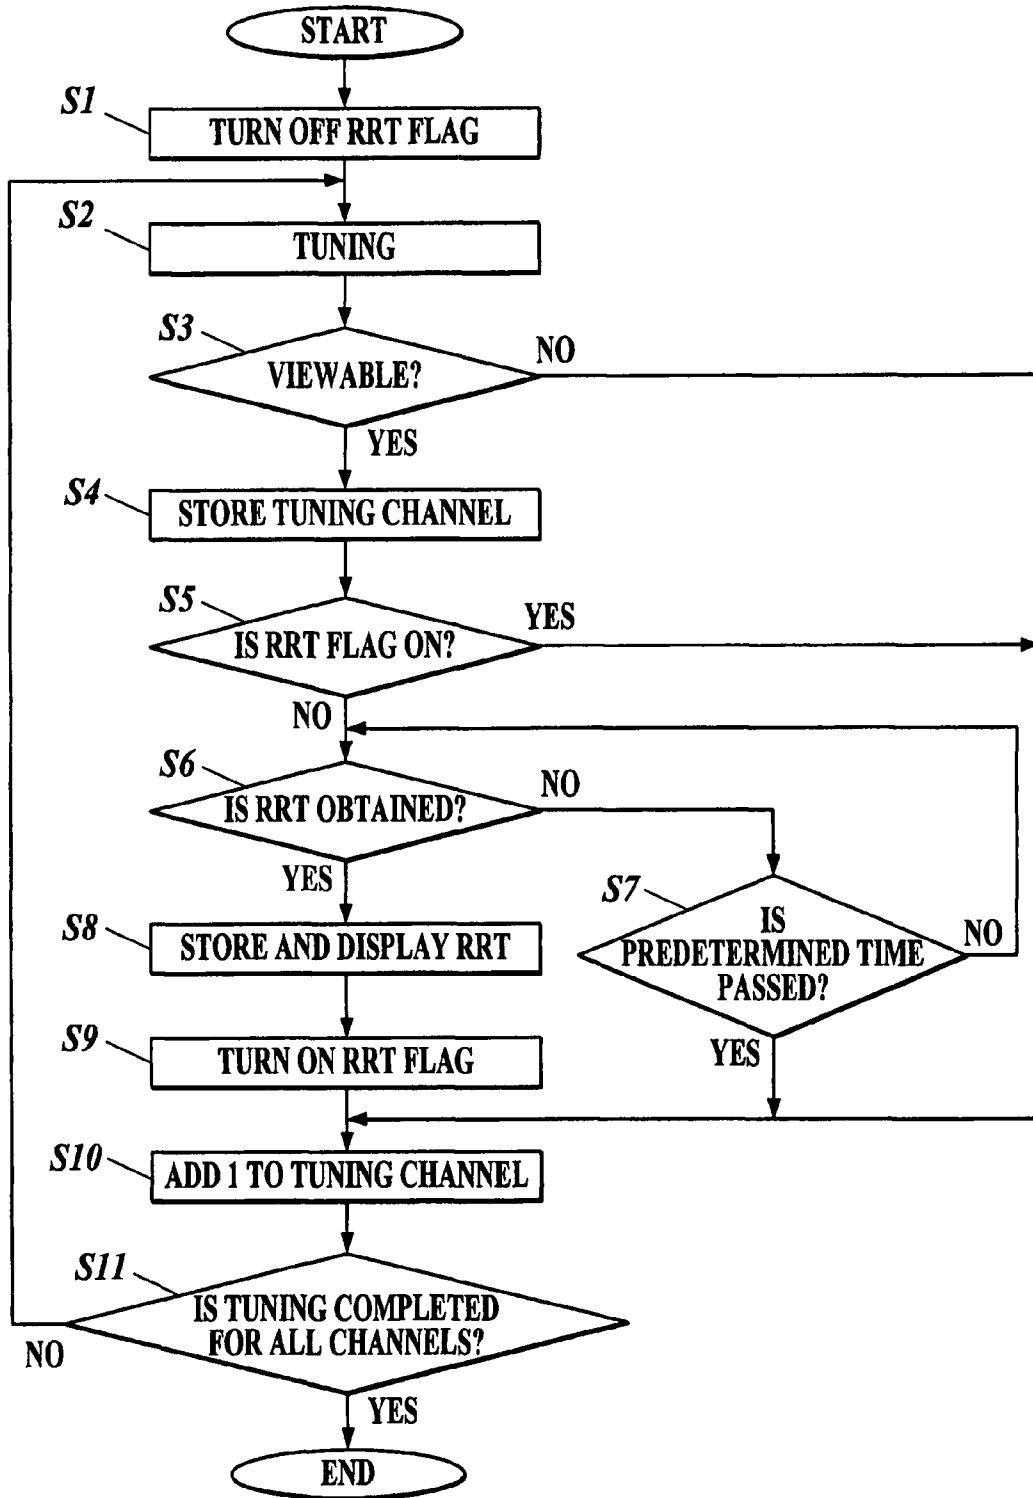 START
S1
TURN OFF RRT FLAG
S2
TUNING
S3
VIEWABLE?
NO
YES
S4
STORE TUNING CHANNEL
S5
IS RRT FLAG ON?
YES
NO
S6
IS RRT OBTAINED?
NO
YES
S7
IS
PREDETERMINED TIME
PASSED?
NO
YES
S8
STORE AND DISPLAY RRT
S9
TURN ON RRT FLAG
S10
ADD 1 TO TUNING CHANNEL
S11
IS TUNING COMPLETED
FOR ALL CHANNELS?
NO
YES
END